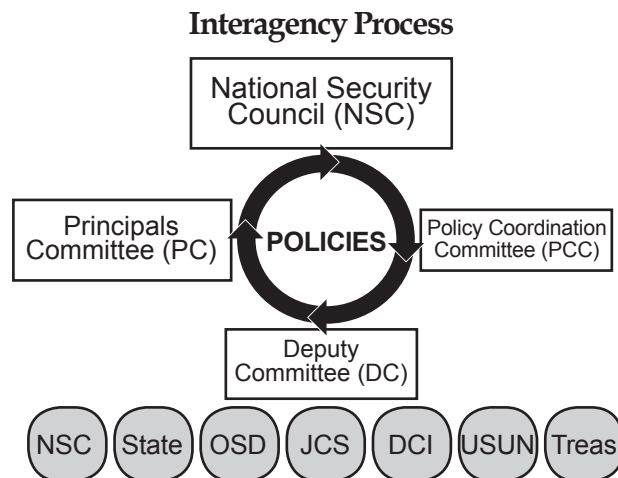 Interagency Process
National Security
Council (NSC)
Principals
Committee (PC)
POLICIES
Policy Coordination
Committee (PCC)
Deputy
Committee (DC)
NSC State OSD JCS DCI USUN Treas